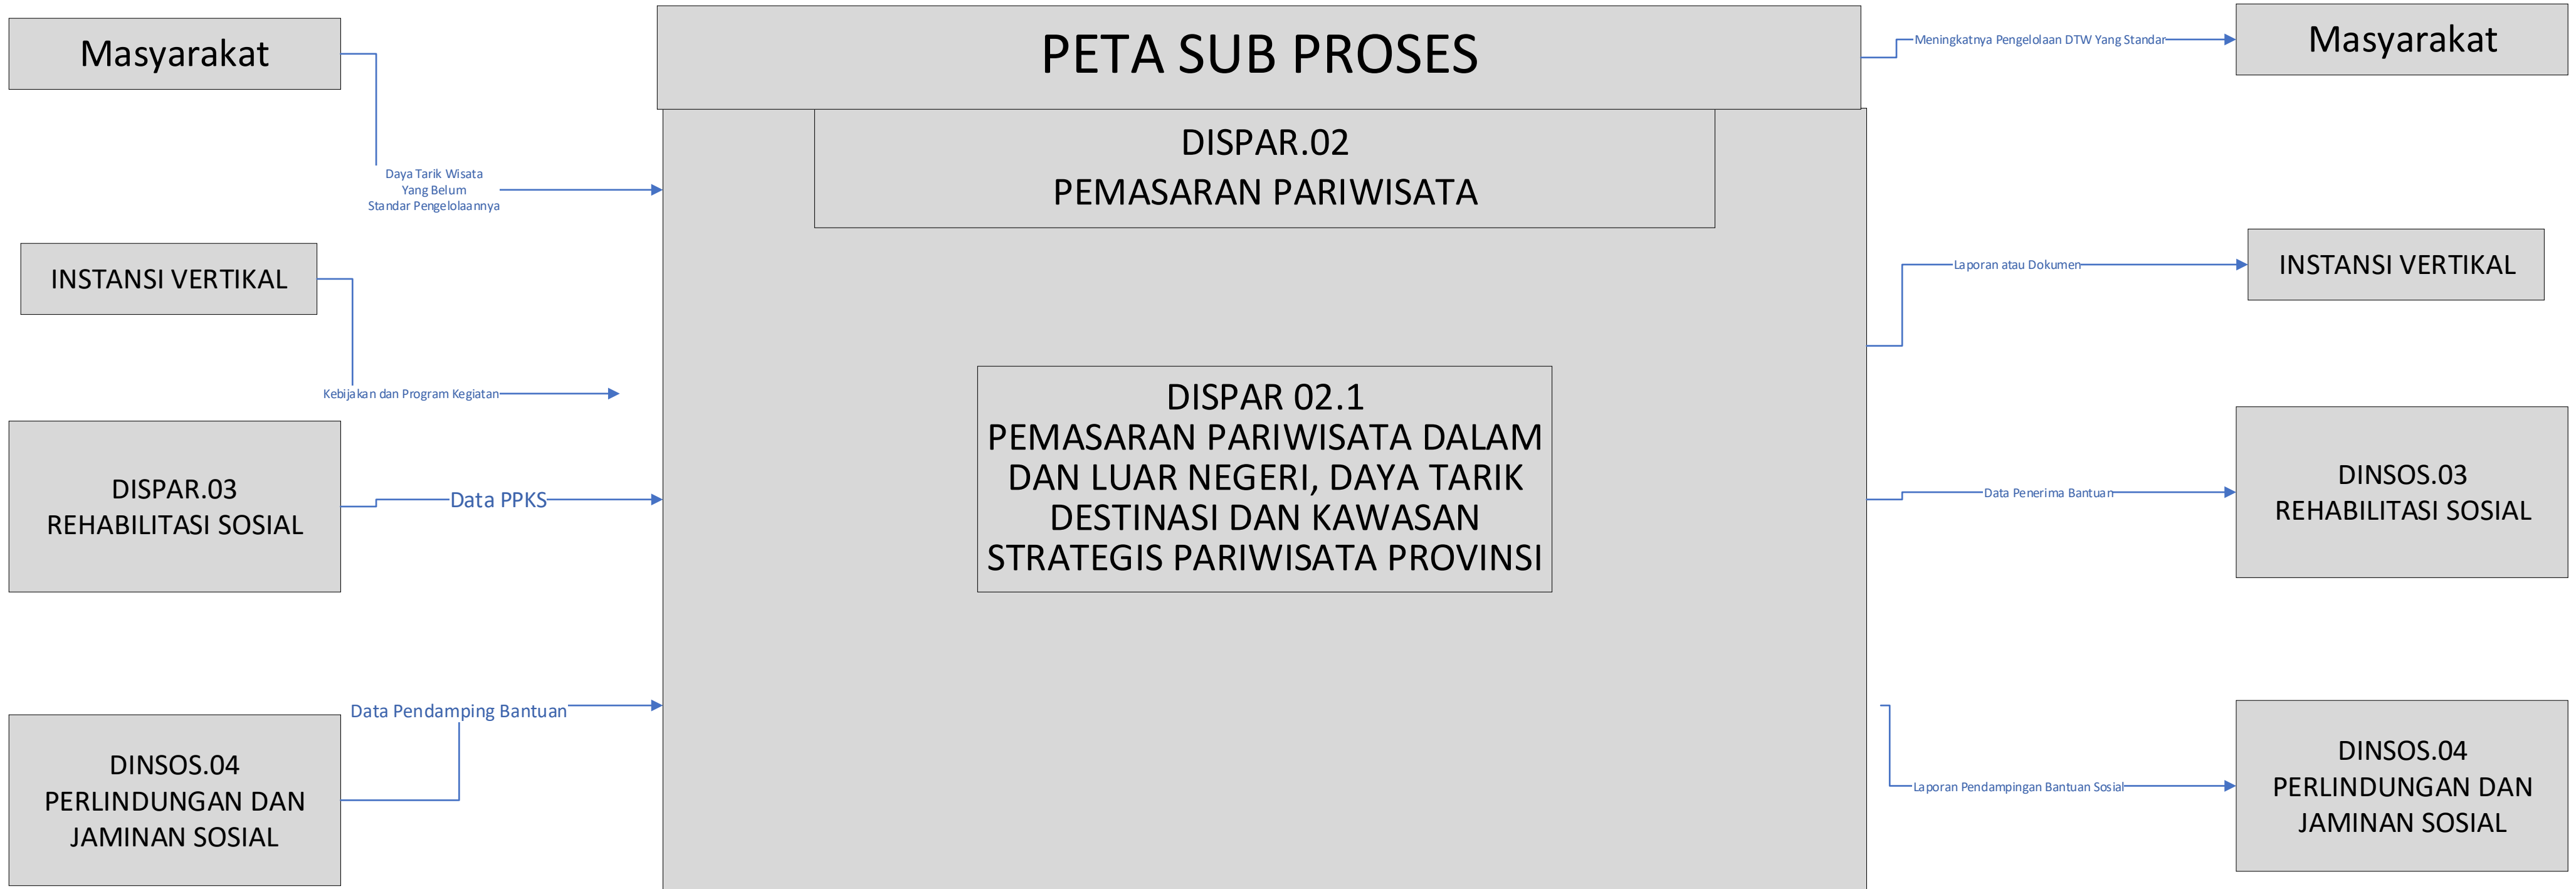 Masyarakat
PETA SUB PROSES
Meningkatnya Pengelolaan DTW Yang Standar
Masyarakat
DISPAR.02
PEMASARAN PARIWISATA
Daya Tarik Wisata
Yang Belum
Standar Pengelolaannya
INSTANSI VERTIKAL
Laporan atau Dokumen
INSTANSI VERTIKAL
Kebijakan dan Program Kegiatan
DISPAR 02.1
PEMASARAN PARIWISATA DALAM
DAN LUAR NEGERI, DAYA TARIK
DESTINASI DAN KAWASAN
STRATEGIS PARIWISATA PROVINSI
DISPAR.03
REHABILITASI SOSIAL
Data PPKS
Data Penerima Bantuan
DINSOS.03
REHABILITASI SOSIAL
Data Pendamping Bantuan
DINSOS.04
PERLINDUNGAN DAN
JAMINAN SOSIAL
Laporan Pendampingan Bantuan Sosial
DINSOS.04
PERLINDUNGAN DAN
JAMINAN SOSIAL